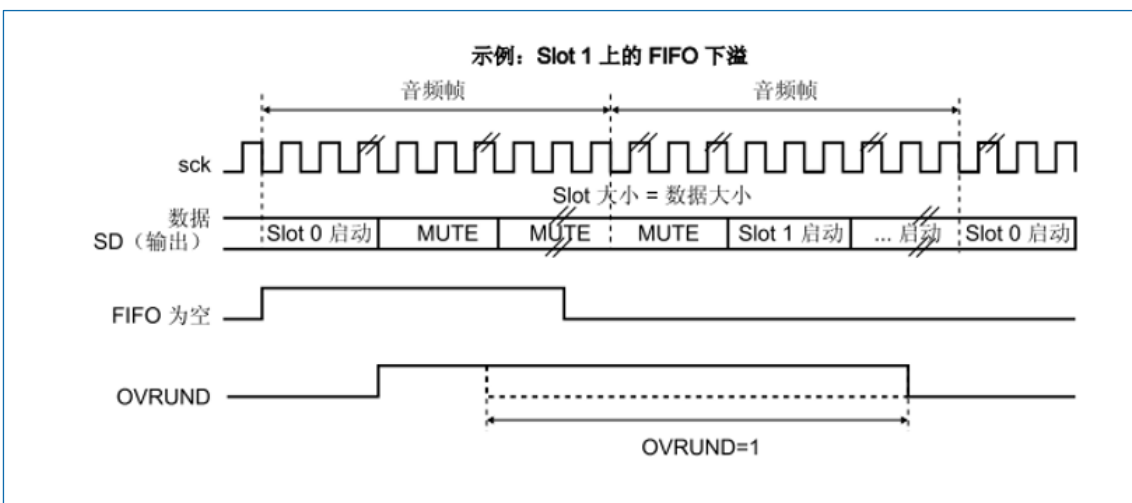 示例：Slot 1 上的 FIFO 下溢
音频帧 音频帧
sck
Slot 大小 = 数据大小
数据
SD（输出） Slot 0 启动 MUTE MUTE MUTE Slot 1 启动 ... 启动 Slot 0 启动
FIFO 为空
OVRUND
OVRUND=1